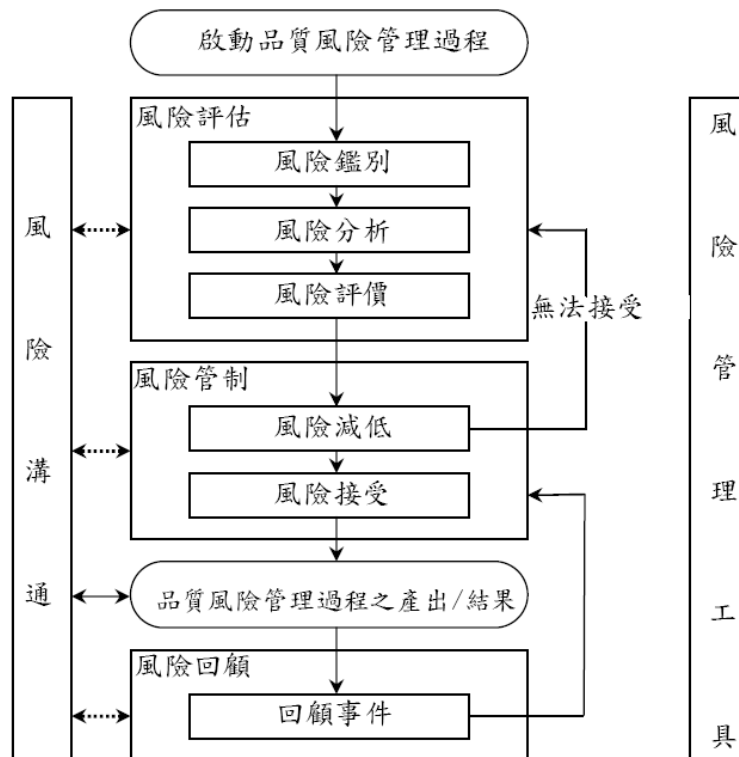 啟動品質風險管理過程
風險評估
風險鑑別
風險分析
風險評價
無法接受
風險管制
風險減低
風險接受
品質風險管理過程之產出/結果
風險回顧
回顧事件
風險溝通
風險管理工具